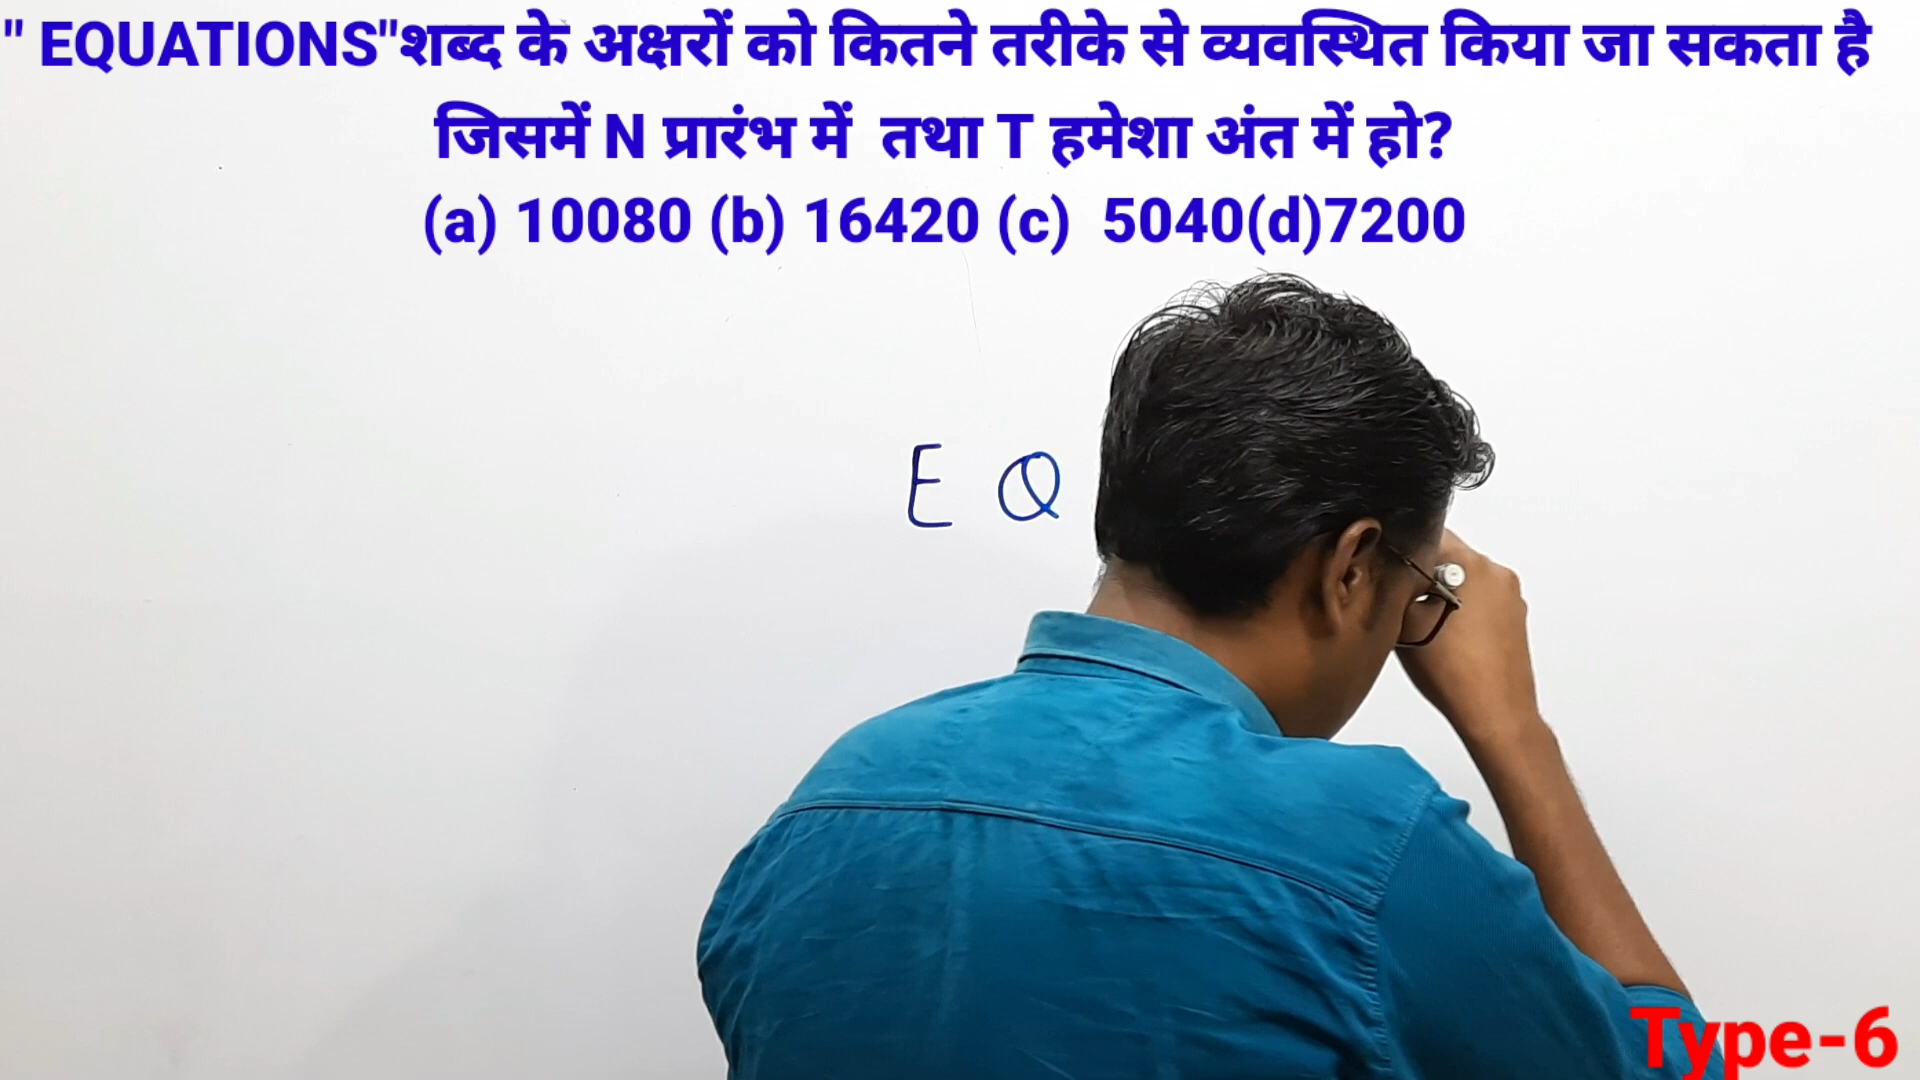 " EQUATIONS"शब्द के अक्षरों को कितने तरीके से व्यवस्थित किया जा सकता है
जिसमें N प्रारंभ में तथा T हमेशा अंत में हो?
(a) 10080 (b) 16420 (c) 5040(d)7200
E Q
Type-6